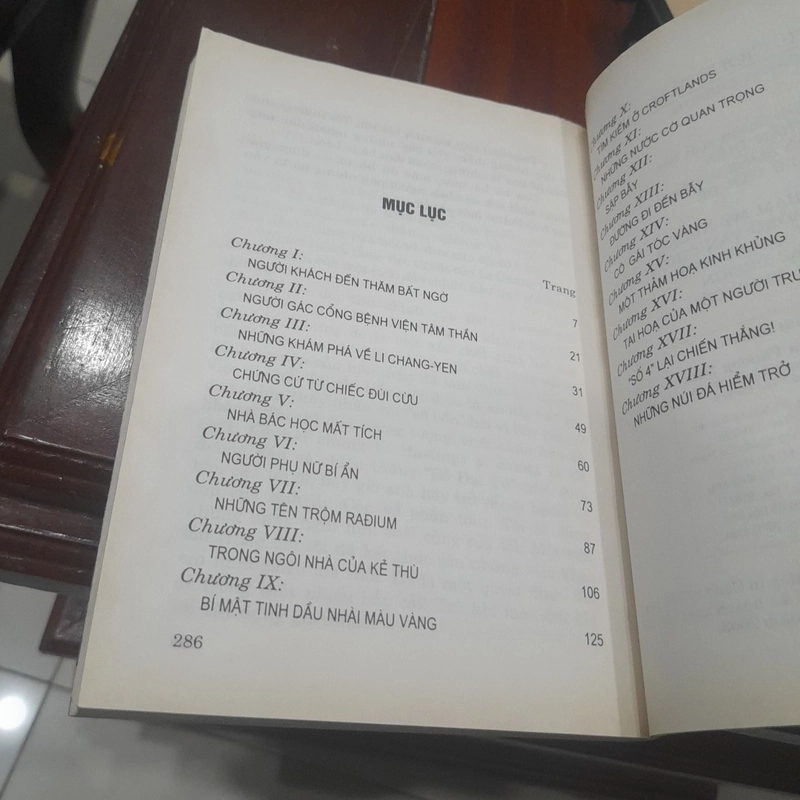 MỤC LỤC
Trang
Chương I:
NGƯỜI KHÁCH ĐẾN THĂM BẤT NGỜ 7
Chương II:
NGƯỜI GÁC CỔNG BỆNH VIỆN TÂM THẦN 21
Chương III:
NHỮNG KHÁM PHÁ VỀ LI CHANG-YEN 31
Chương IV:
CHỨNG CỨ TỪ CHIẾC ĐÙI CỪU 49
Chương V:
NHÀ BÁC HỌC MẤT TÍCH 60
Chương VI:
NGƯỜI PHỤ NỮ BÍ ẨN 73
Chương VII:
NHỮNG TÊN TRỘM RAĐIUM 87
Chương VIII:
TRONG NGÔI NHÀ CỦA KẺ THÙ 106
Chương IX:
BÍ MẬT TINH DẦU NHÀI MÀU VÀNG 125
286
Chương X:
TÌM KIẾM Ở CROFTLANDS
Chương XI:
NHỮNG NƯỚC CỜ QUAN TRỌNG
Chương XII:
SẬP BẪY
Chương XIII:
ĐƯỜNG ĐI ĐẾN BẪY
Chương XIV:
CÔ GÁI TÓC VÀNG
Chương XV:
MỘT THẢM HOẠ KINH KHỦNG
Chương XVI:
TAI HOẠ CỦA MỘT NGƯỜI
Chương XVII:
"SỐ 4" LẠI CHIẾN THẮNG!
Chương XVIII:
NHỮNG NÚI ĐÁ HIỂM TRỞ